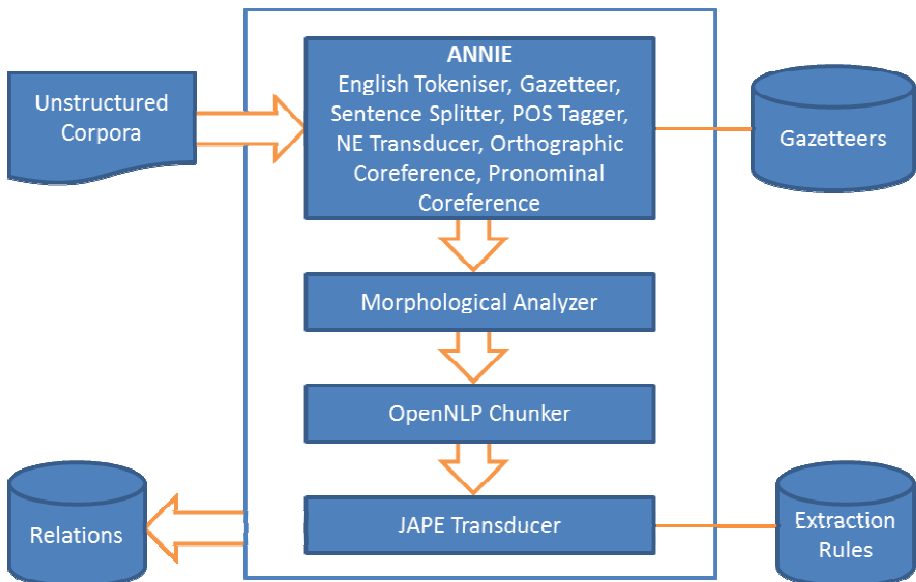 ANNIE
English Tokeniser, Gazetteer,
Sentence Splitter, POS Tagger,
NE Transducer, Orthographic
Coreference, Pronominal
Coreference
Unstructured
Corpora
Gazetteers
Morphological Analyzer
OpenNLP Chunker
JAPE Transducer
Relations
Extraction
Rules